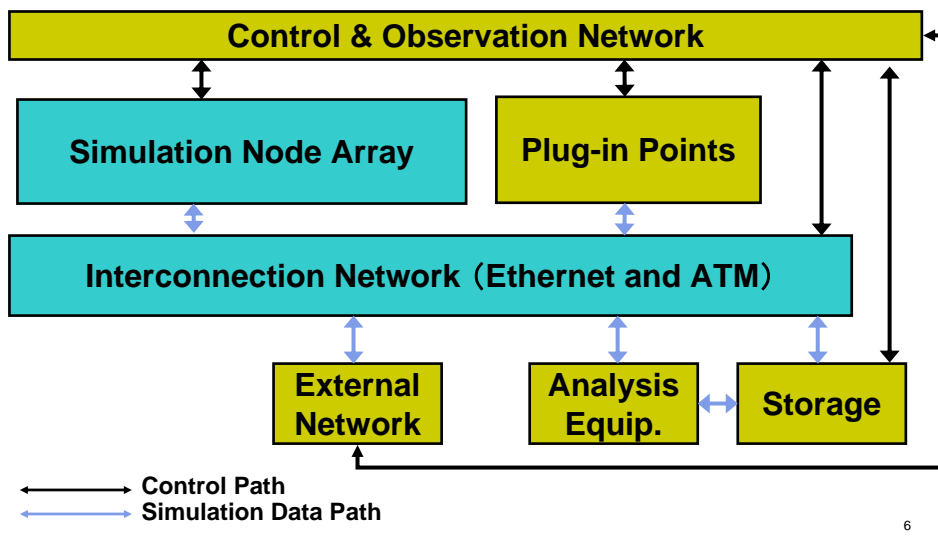 Control & Observation Network
Simulation Node Array
Plug-in Points
Interconnection Network（Ethernet and ATM）
External
Network
Analysis
Equip.
Storage
Control Path
Simulation Data Path
6